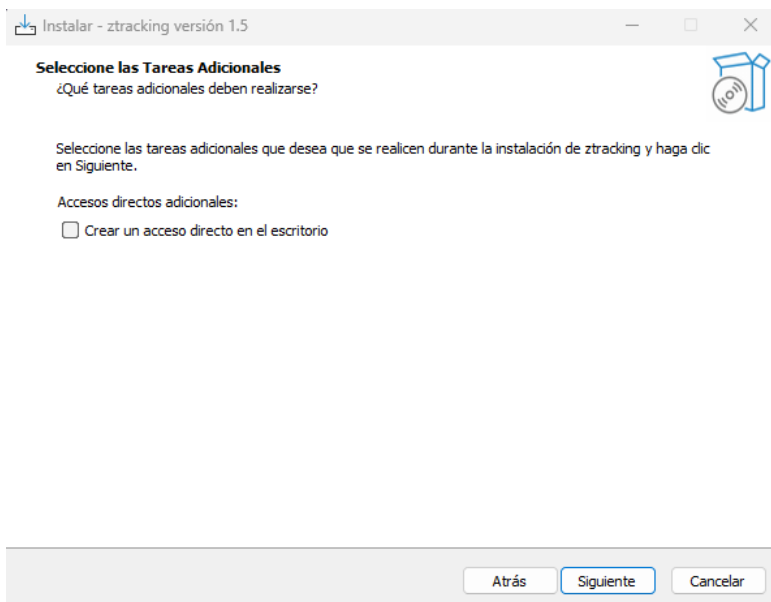 Instalar - ztracking versión 1.5
Seleccione las Tareas Adicionales
¿Qué tareas adicionales deben realizarse?
Seleccione las tareas adicionales que desea que se realicen durante la instalación de ztracking y haga clic
en Siguiente.
Accesos directos adicionales:
Crear un acceso directo en el escritorio
Atrás Siguiente Cancelar